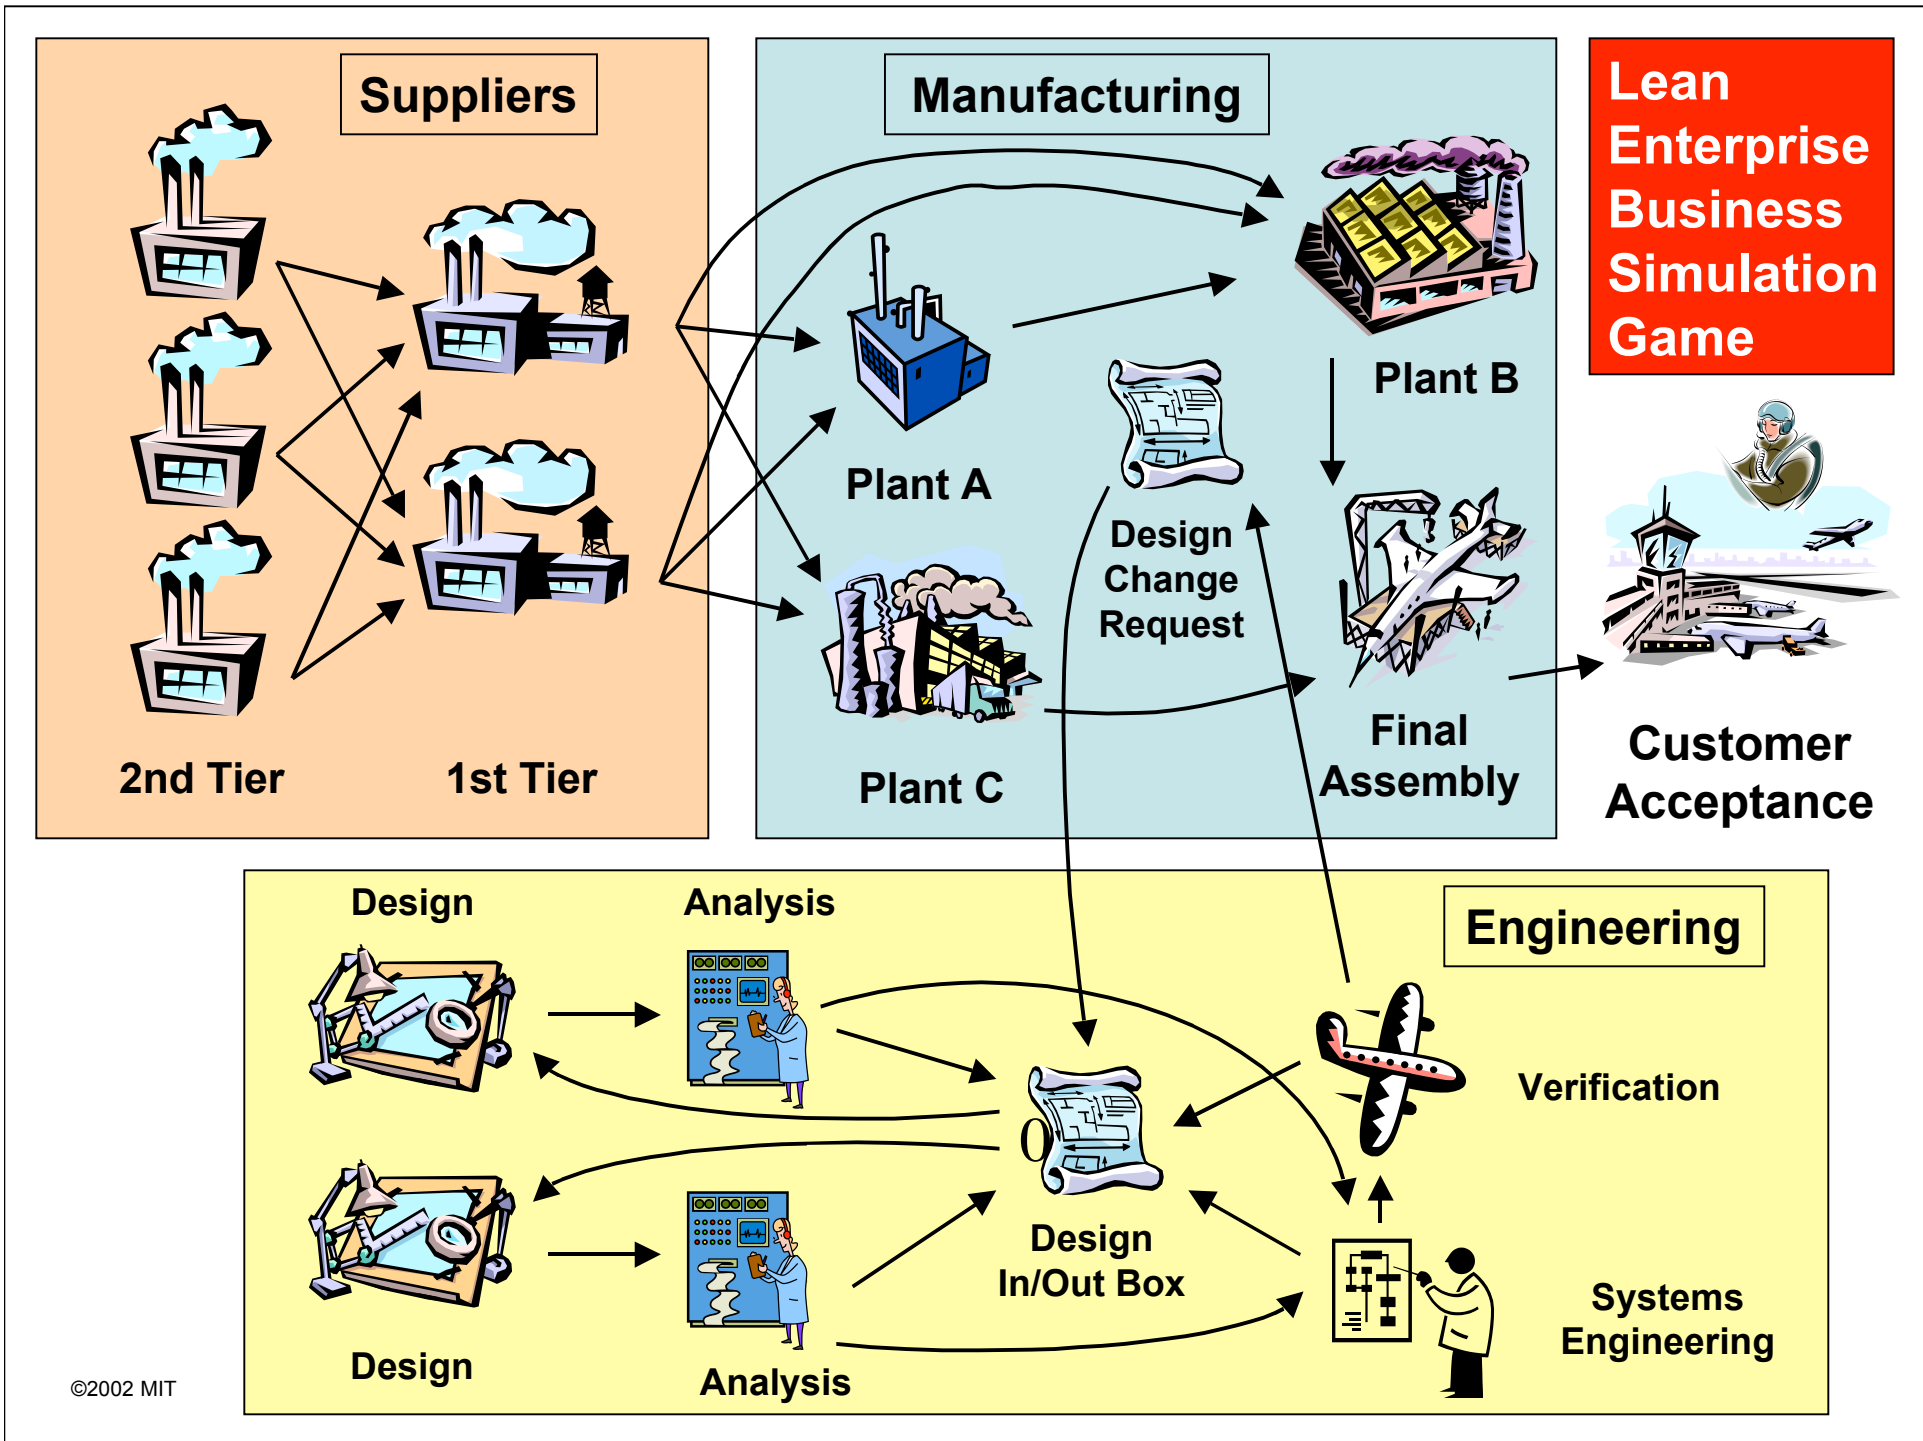 Suppliers
2nd Tier
1st Tier
Manufacturing
Plant A
Plant B
Design
Change
Request
Plant C
Final
Assembly
Lean
Enterprise
Business
Simulation
Game
Customer
Acceptance
Engineering
Design
Analysis
Verification
0
Design
In/Out Box
Systems
Engineering
Design
Analysis
©2002 MIT